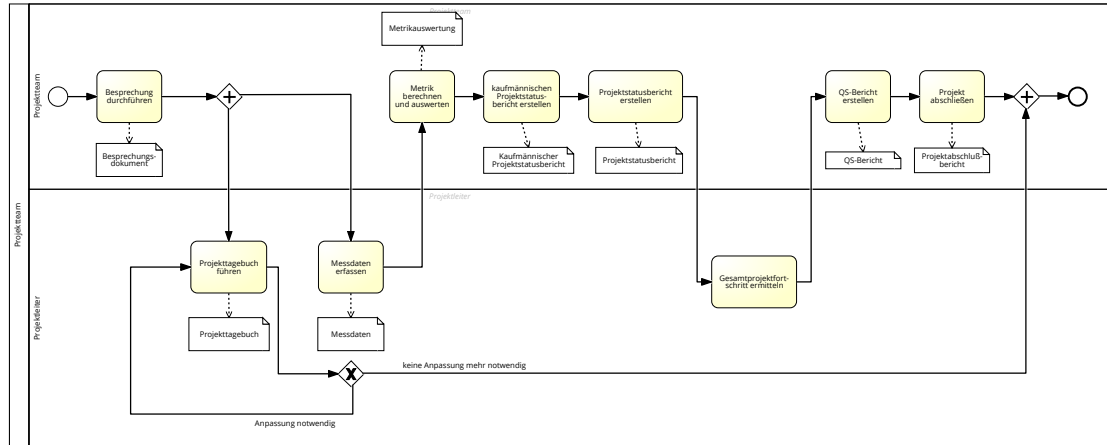 Projektteam
Projektteam
Projektteam
Besprechung
durchführen
Besprechungs-
dokument
Metrikauswertung
Metrik
berechnen
und auswerten
kaufmännischen
Projektstatus-
bericht erstellen
Kaufmännischer
Projektstatusbericht
Projektstatusbericht
erstellen
Projektstatusbericht
QS-Bericht
erstellen
QS-Bericht
Projekt
abschließen
Projektabschluß-
bericht
Projektleiter
Projektleiter
Projekttagebuch
führen
Projekttagebuch
Messdaten
erfassen
Messdaten
Gesamtprojektfort-
schritt ermitteln
keine Anpassung mehr notwendig
Anpassung notwendig